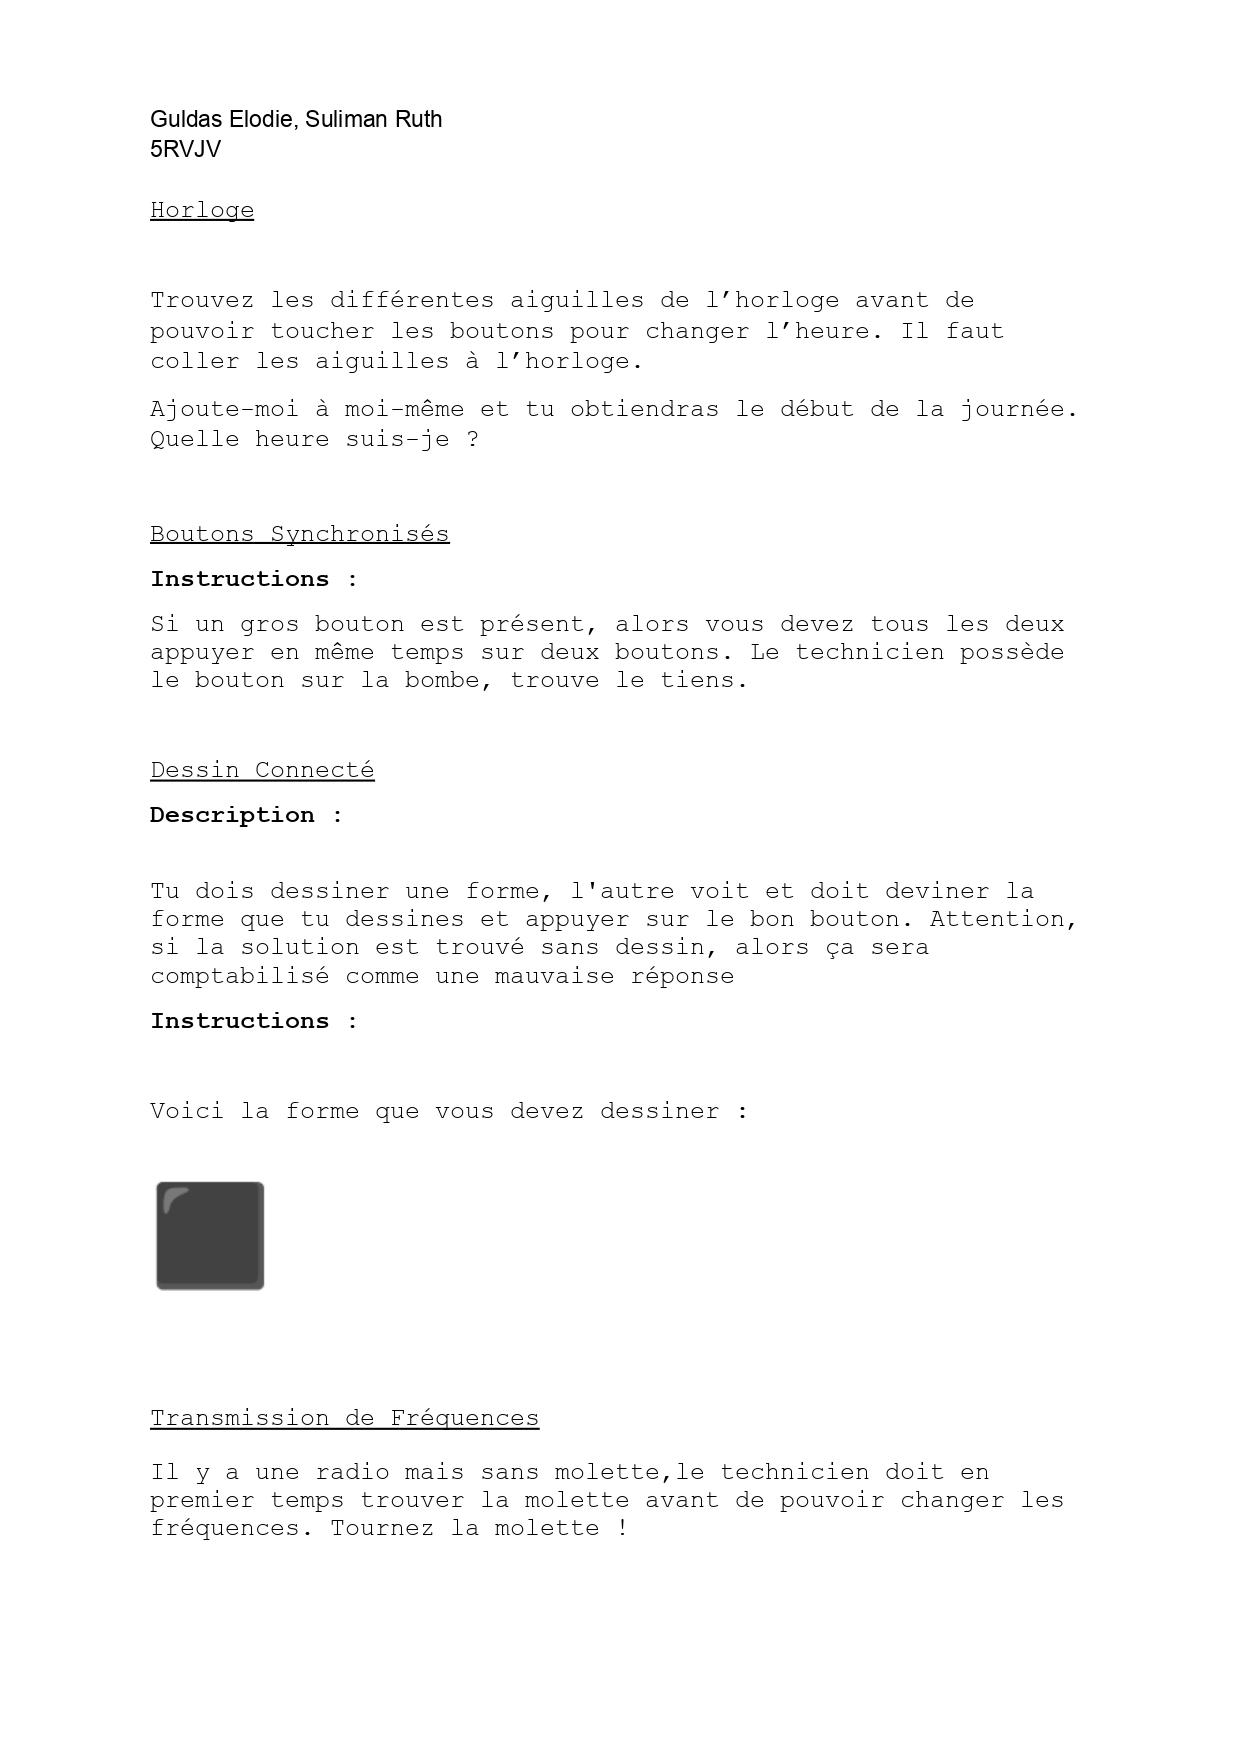 Guldas Elodie, Suliman Ruth
5RVJV
Horloge
Trouvez les différentes aiguilles de l’horloge avant de
pouvoir toucher les boutons pour changer l’heure. Il faut
coller les aiguilles à l’horloge.
Ajoute-moi à moi-même et tu obtiendras le début de la journée.
Quelle heure suis-je ?
Boutons Synchronisés
Instructions :
Si un gros bouton est présent, alors vous devez tous les deux
appuyer en même temps sur deux boutons. Le technicien possède
le bouton sur la bombe, trouve le tiens.
Dessin Connecté
Description :
Tu dois dessiner une forme, l'autre voit et doit deviner la
forme que tu dessines et appuyer sur le bon bouton. Attention,
si la solution est trouvé sans dessin, alors ça sera
comptabilisé comme une mauvaise réponse
Instructions :
Voici la forme que vous devez dessiner :
Transmission de Fréquences
Il y a une radio mais sans molette,le technicien doit en
premier temps trouver la molette avant de pouvoir changer les
fréquences. Tournez la molette !